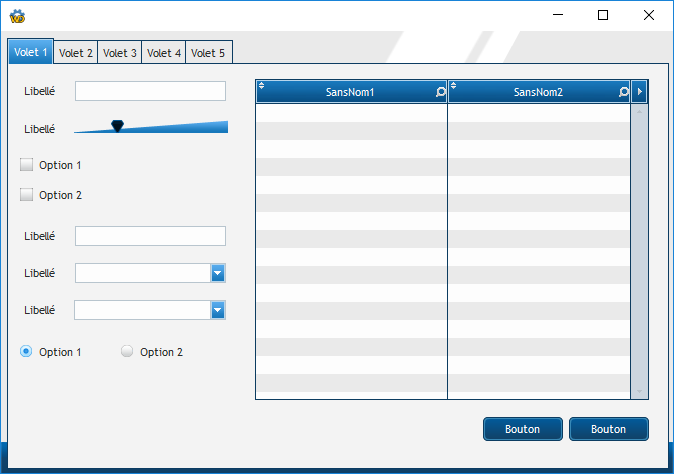 Volet 1 Volet 2 Volet 3 Volet 4 Volet 5
Libellé
SansNom1 SansNom2
Libellé
Option 1
Option 2
Libellé
Libellé
Libellé
Option 1 Option 2
Bouton Bouton